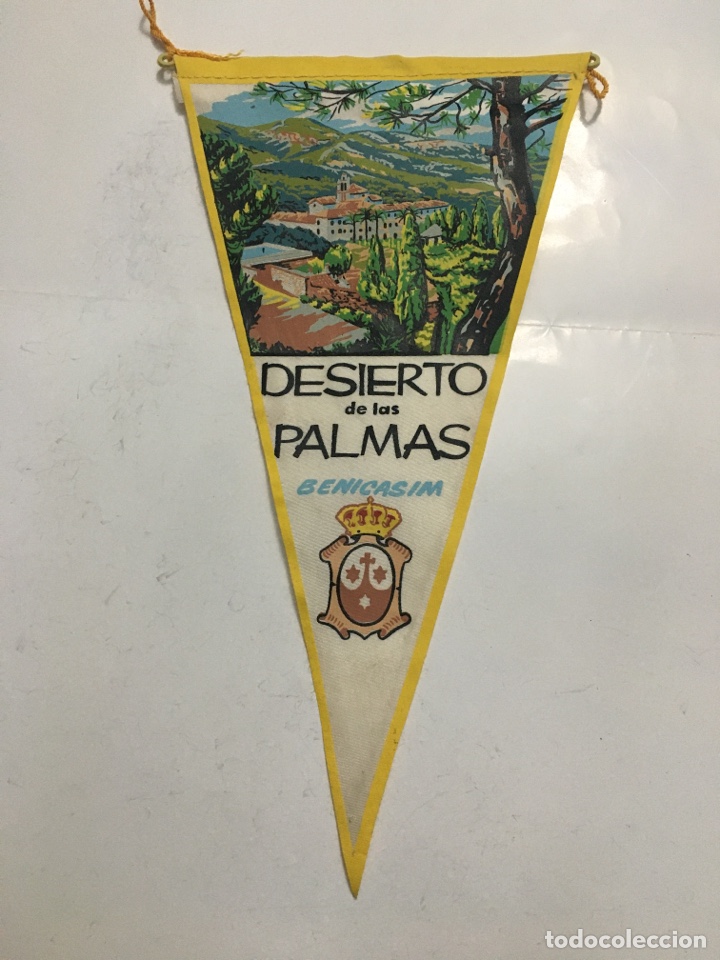 DESIERTO
de las
PALMAS
BENICASIM
todocoleccion